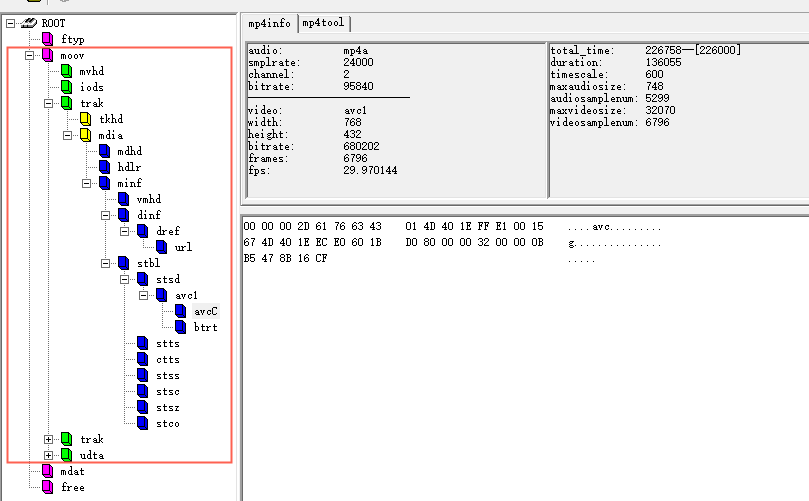 ROOT
ftyp
moov
mvhd
iods
trak
tkhd
mdia
mdhd
hdlr
minf
vmhd
dinf
dref
url
stbl
stsd
avc1
avcC
btrt
stts
ctts
stss
stsc
stsz
stco
trak
udta
mdat
free
mp4info mp4tool
audio: mp4a
smplrate: 24000
channel: 2
bitrate: 95840
video: avc1
width: 768
height: 432
bitrate: 680202
frames: 6796
fps: 29.970144
total_time: 226758--[226000]
duration: 136055
timescale: 600
maxaudiosize: 748
audiosamplenum: 5299
maxvideosize: 32070
videosamplenum: 6796
00 00 00 2D 61 76 63 43 01 4D 40 1E FF E1 00 15 ....avc.........
67 4D 40 1E EC E0 60 1B D0 80 00 00 32 00 00 0B g...............
B5 47 8B 16 CF .....